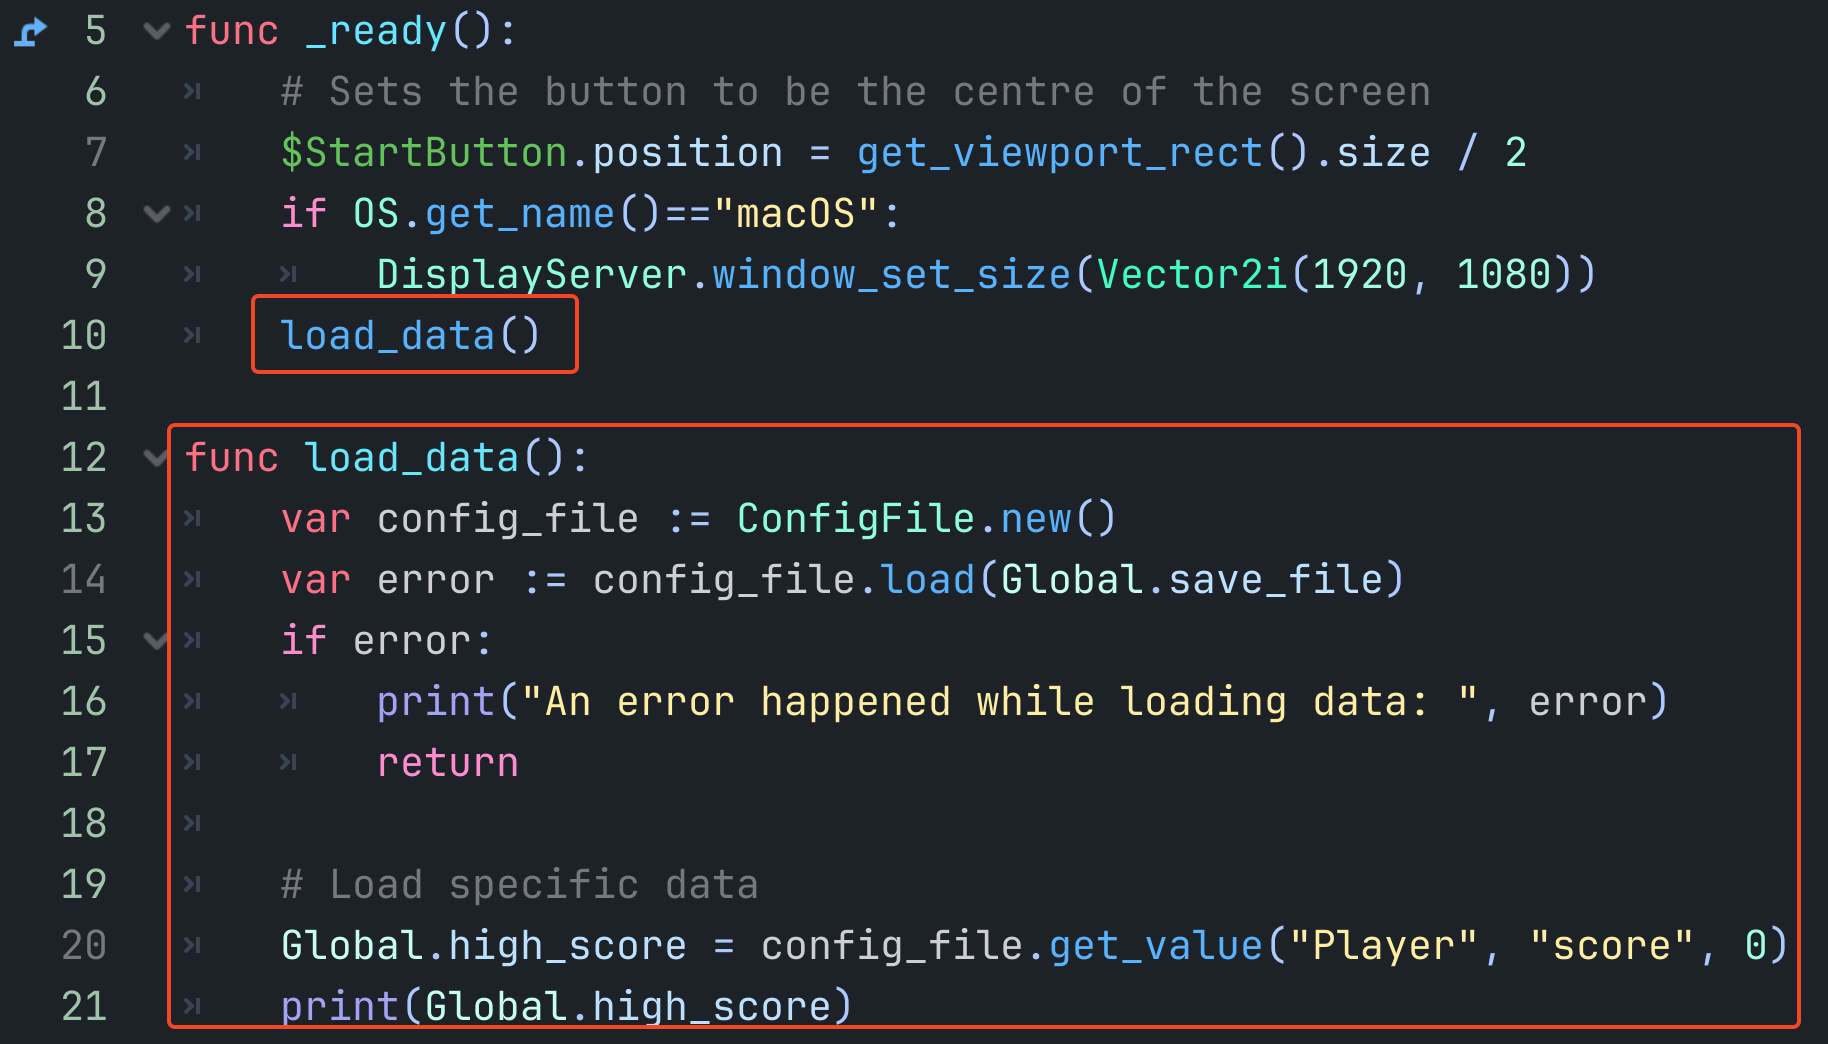 5 func _ready():
6 # Sets the button to be the centre of the screen
7 $StartButton.position = get_viewport_rect().size / 2
8 if OS.get_name()=="macOS":
9 DisplayServer.window_set_size(Vector2i(1920, 1080))
10 load_data()
11
12 func load_data():
13 var config_file := ConfigFile.new()
14 var error := config_file.load(Global.save_file)
15 if error:
16 print("An error happened while loading data: ", error)
17 return
18
19 # Load specific data
20 Global.high_score = config_file.get_value("Player", "score", 0)
21 print(Global.high_score)